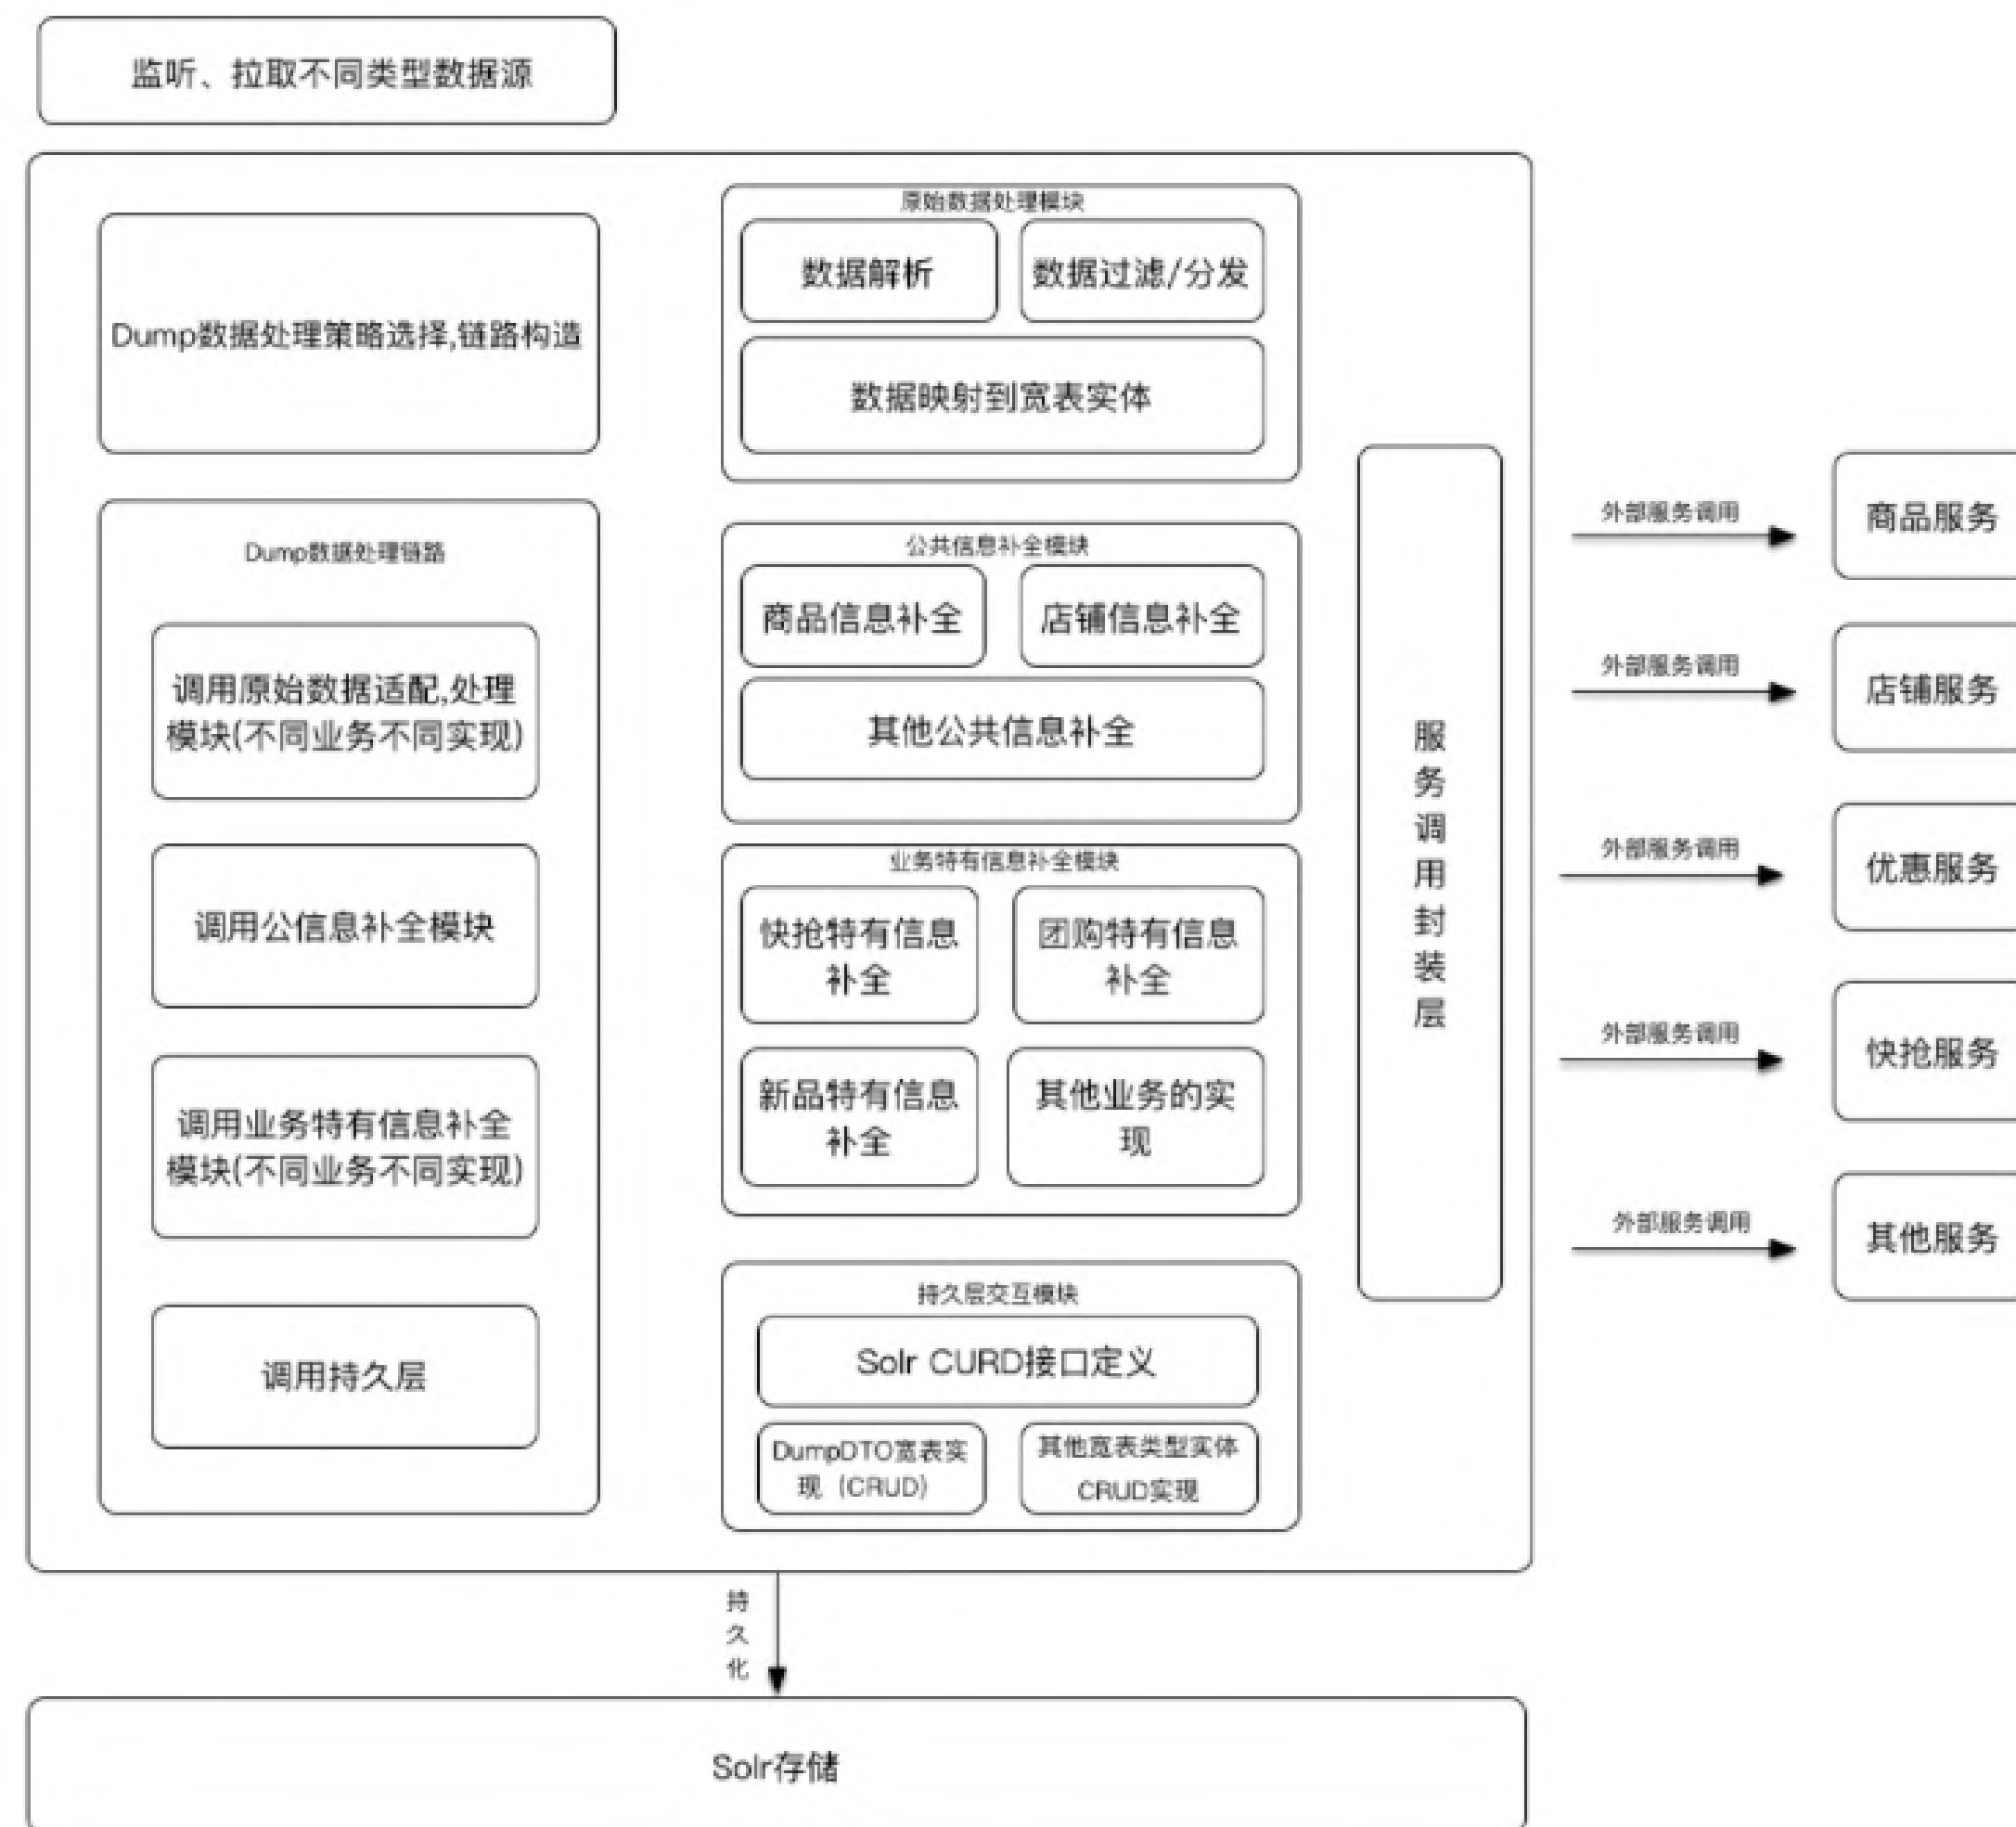 监听、拉取不同类型数据源
Dump数据处理策略选择,链路构造
Dump数据处理链路
调用原始数据适配,处理
模块(不同业务不同实现)
调用公信息补全模块
调用业务特有信息补全
模块(不同业务不同实现)
调用持久层
原始数据处理模块
数据解析
数据过滤/分发
数据映射到宽表实体
公共信息补全模块
商品信息补全
店铺信息补全
其他公共信息补全
业务特有信息补全模块
快抢特有信息
补全
团购特有信息
补全
新品特有信息
补全
其他业务的实
现
持久层交互模块
Solr CURD接口定义
DumpDTO宽表实
现（CRUD）
其他宽表类型实体
CRUD实现
服
务
调
用
封
装
层
外部服务调用
商品服务
外部服务调用
店铺服务
外部服务调用
优惠服务
外部服务调用
快抢服务
外部服务调用
其他服务
持
久
化
Solr存储